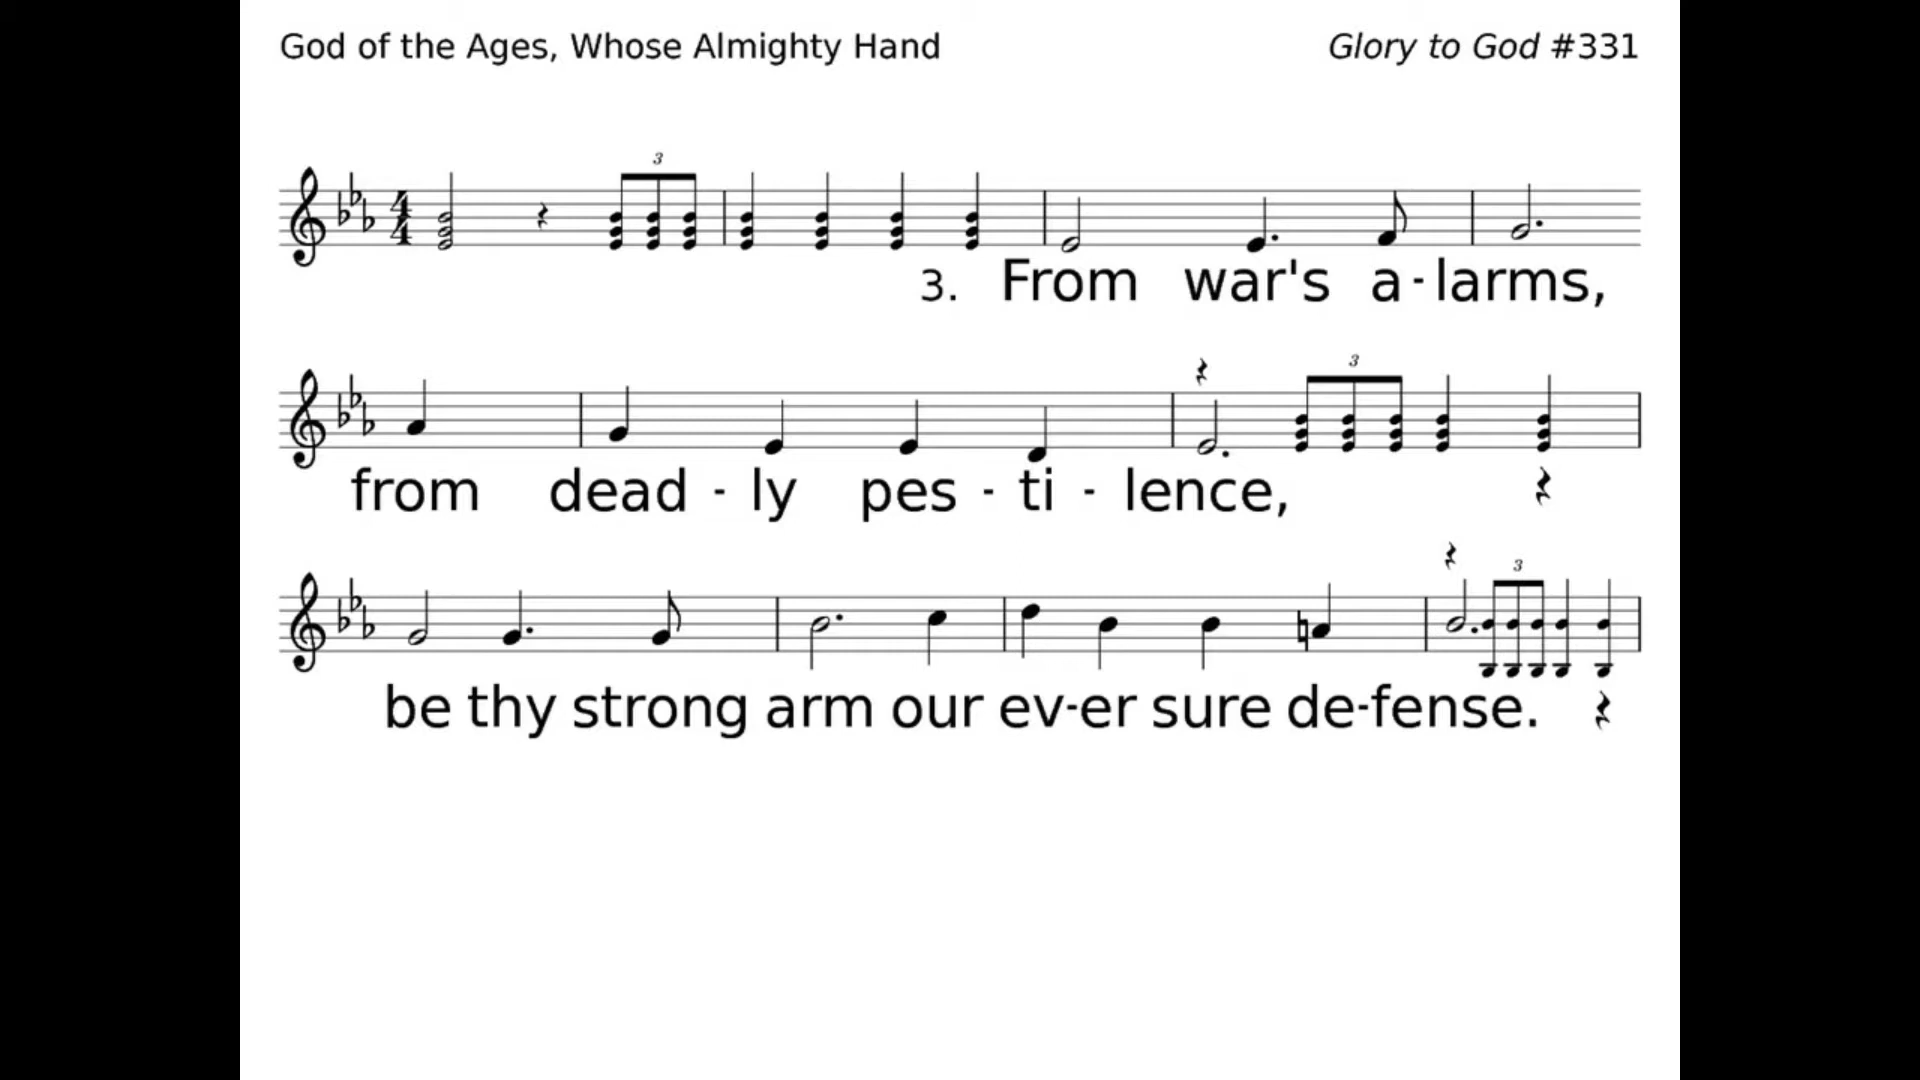 God of the Ages, Whose Almighty Hand
Glory to God #331
3
3. From war's a-larms,
3
from dead - ly pes - ti - lence,
3
be thy strong arm our ev-er sure de-fense.